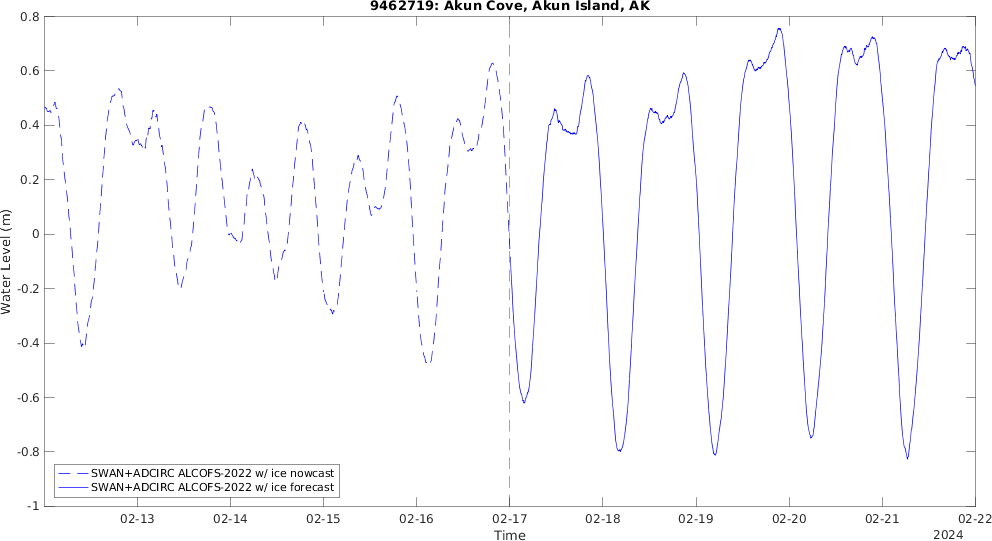 9462719: Akun Cove, Akun Island, AK
0.8
0.6
0.4
0.2
0
-0.2
-0.4
-0.6
-0.8
-1
Water Level (m)
SWAN+ADCIRC ALCOFS-2022 w/ ice nowcast
SWAN+ADCIRC ALCOFS-2022 w/ ice forecast
02-13 02-14 02-15 02-16 02-17 02-18 02-19 02-20 02-21 02-22
Time
2024